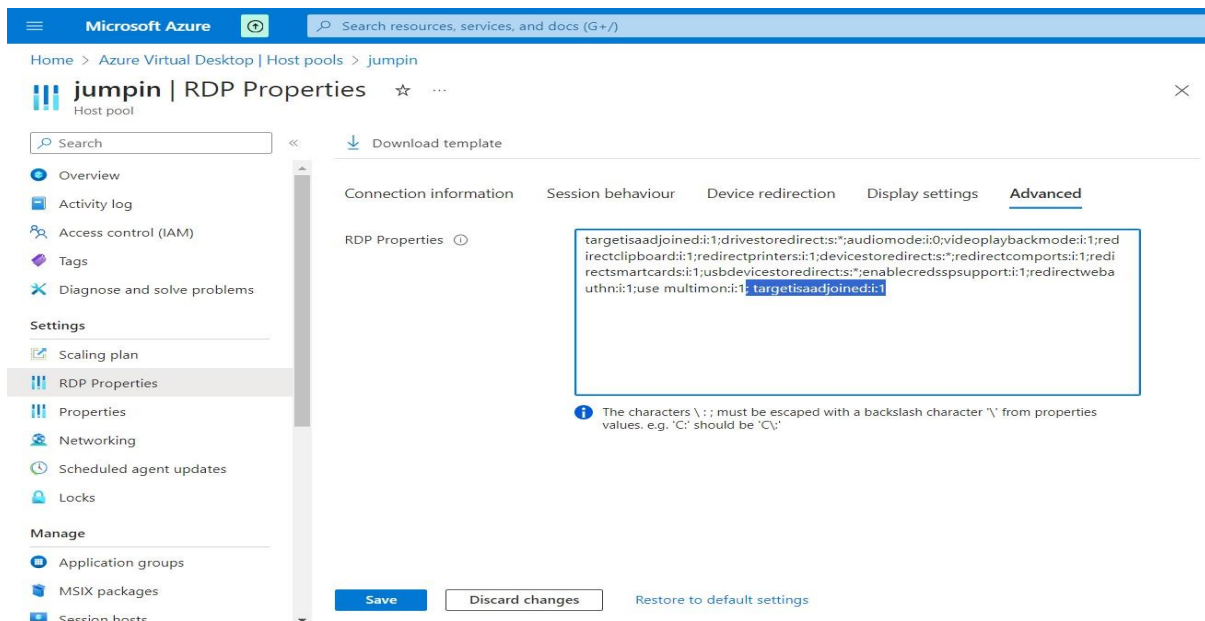 Microsoft Azure
Search resources, services, and docs (G+/)
Home > Azure Virtual Desktop | Host pools > jumpin
jumpin | RDP Properties
Host pool
Search
Download template
Overview
Activity log
Access control (IAM)
Tags
Diagnose and solve problems
Settings
Scaling plan
RDP Properties
Properties
Networking
Scheduled agent updates
Locks
Manage
Application groups
MSIX packages
Session hosts
Connection information Session behaviour Device redirection Display settings Advanced
RDP Properties
targetisaadjoined:i:1;drivestoredirect:s:*;audiomode:i:0;videoplaybackmode:i:1;red
irectclipboard:i:1;redirectprinters:i:1;devicestoredirect:s:*;redirectcomports:i:1;redi
rectsmartcards:i:1;usbdevicestoredirect:s:*;enablecredsspsupport:i:1;redirectweba
uthn:i:1;use multimon:i:1; targetisaadjoined:i:1
The characters \ : ; must be escaped with a backslash character '\' from properties
values. e.g. 'C:' should be 'C\:'
Save Discard changes Restore to default settings